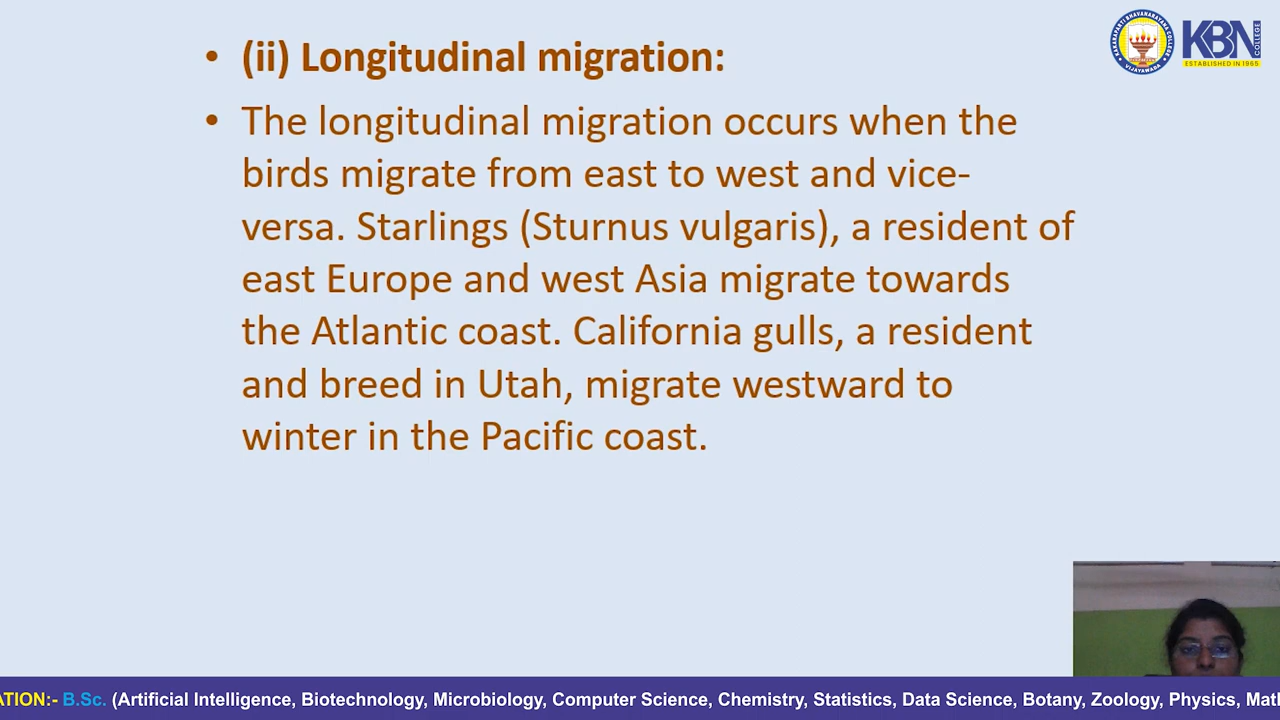 • (ii) Longitudinal migration:
• The longitudinal migration occurs when the
birds migrate from east to west and vice-
versa. Starlings (Sturnus vulgaris), a resident of
east Europe and west Asia migrate towards
the Atlantic coast. California gulls, a resident
and breed in Utah, migrate westward to
winter in the Pacific coast.
KBN
COLLEGE
ESTABLISHED IN 1965
VIJAYAWADA
ATION:- B.Sc. (Artificial Intelligence, Biotechnology, Microbiology, Computer Science, Chemistry, Statistics, Data Science, Botany, Zoology, Physics, Mat